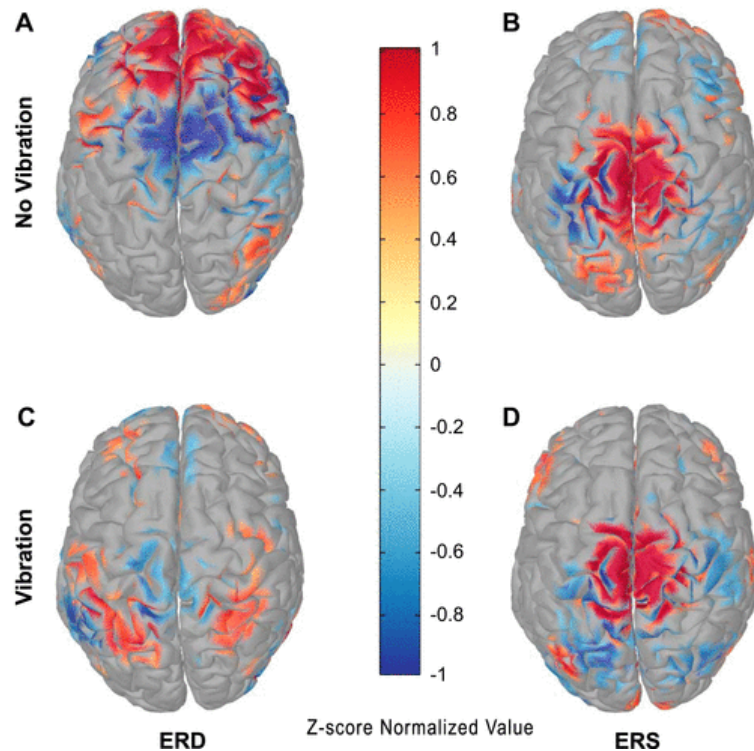 A
B
No Vibration
1
0.8
0.6
0.4
0.2
0
-0.2
-0.4
-0.6
-0.8
-1
C
D
Vibration
Z-score Normalized Value
ERD
ERS